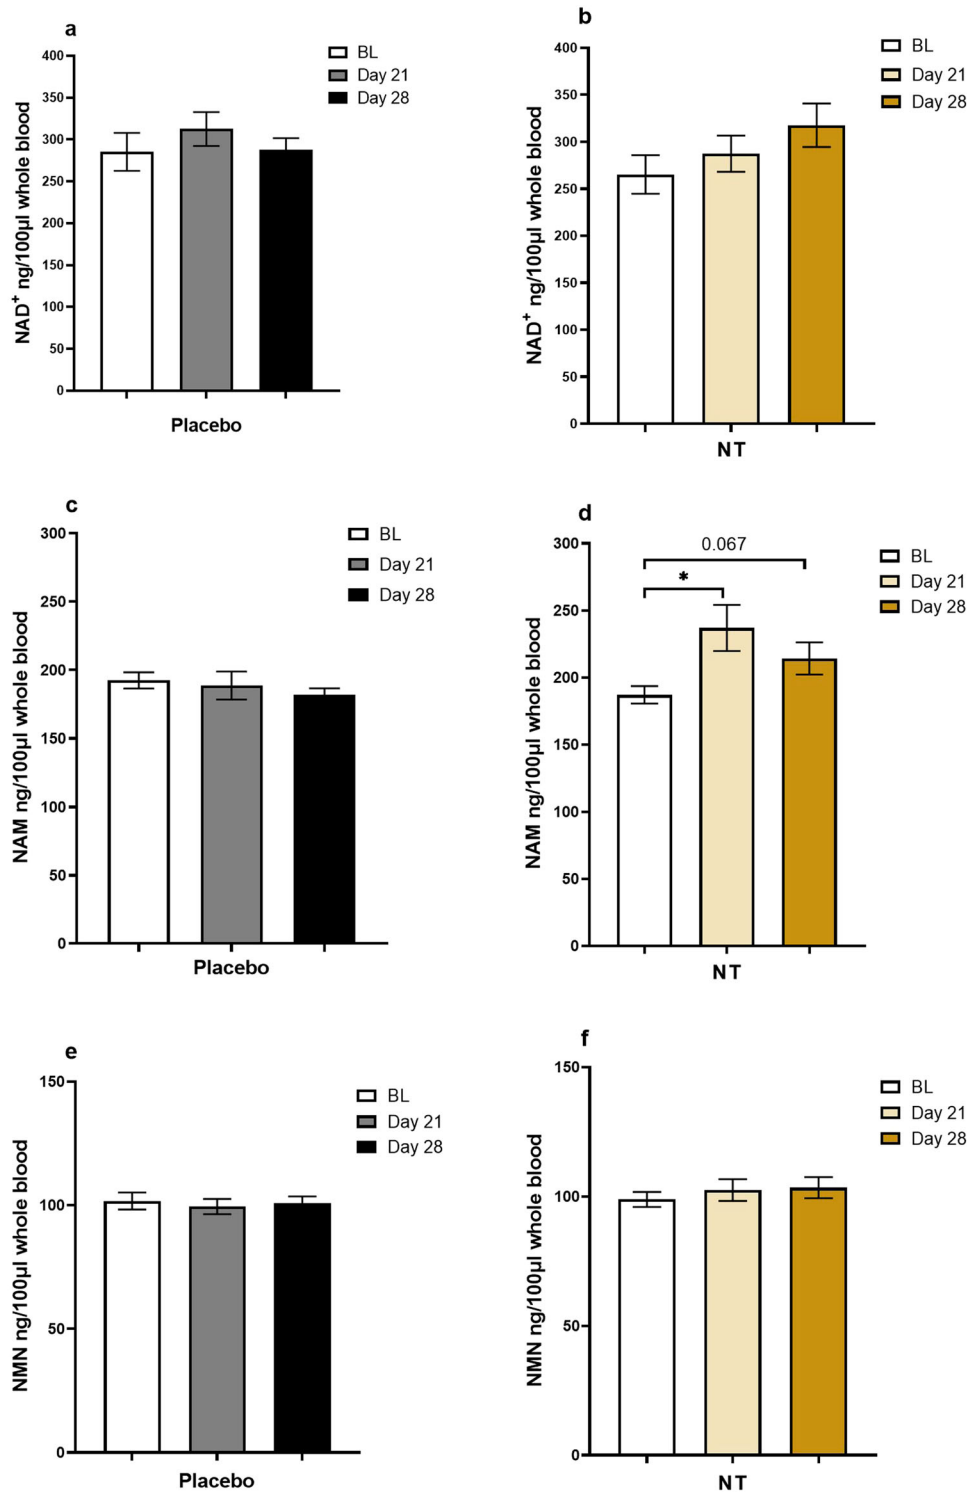 a
BL
Day 21
Day 28
400
350
300
250
200
150
100
50
0
NAD+ ng/100μl whole blood
Placebo
b
BL
Day 21
Day 28
400
350
300
250
200
150
100
50
0
NAD+ ng/100μl whole blood
NT
c
BL
Day 21
Day 28
300
250
200
150
100
50
0
NAM ng/100μl whole blood
Placebo
d
0.067
*
BL
Day 21
Day 28
300
250
200
150
100
50
0
NAM ng/100μl whole blood
NT
e
BL
Day 21
Day 28
150
100
50
0
NMN ng/100μl whole blood
Placebo
f
BL
Day 21
Day 28
150
100
50
0
NMN ng/100μl whole blood
NT